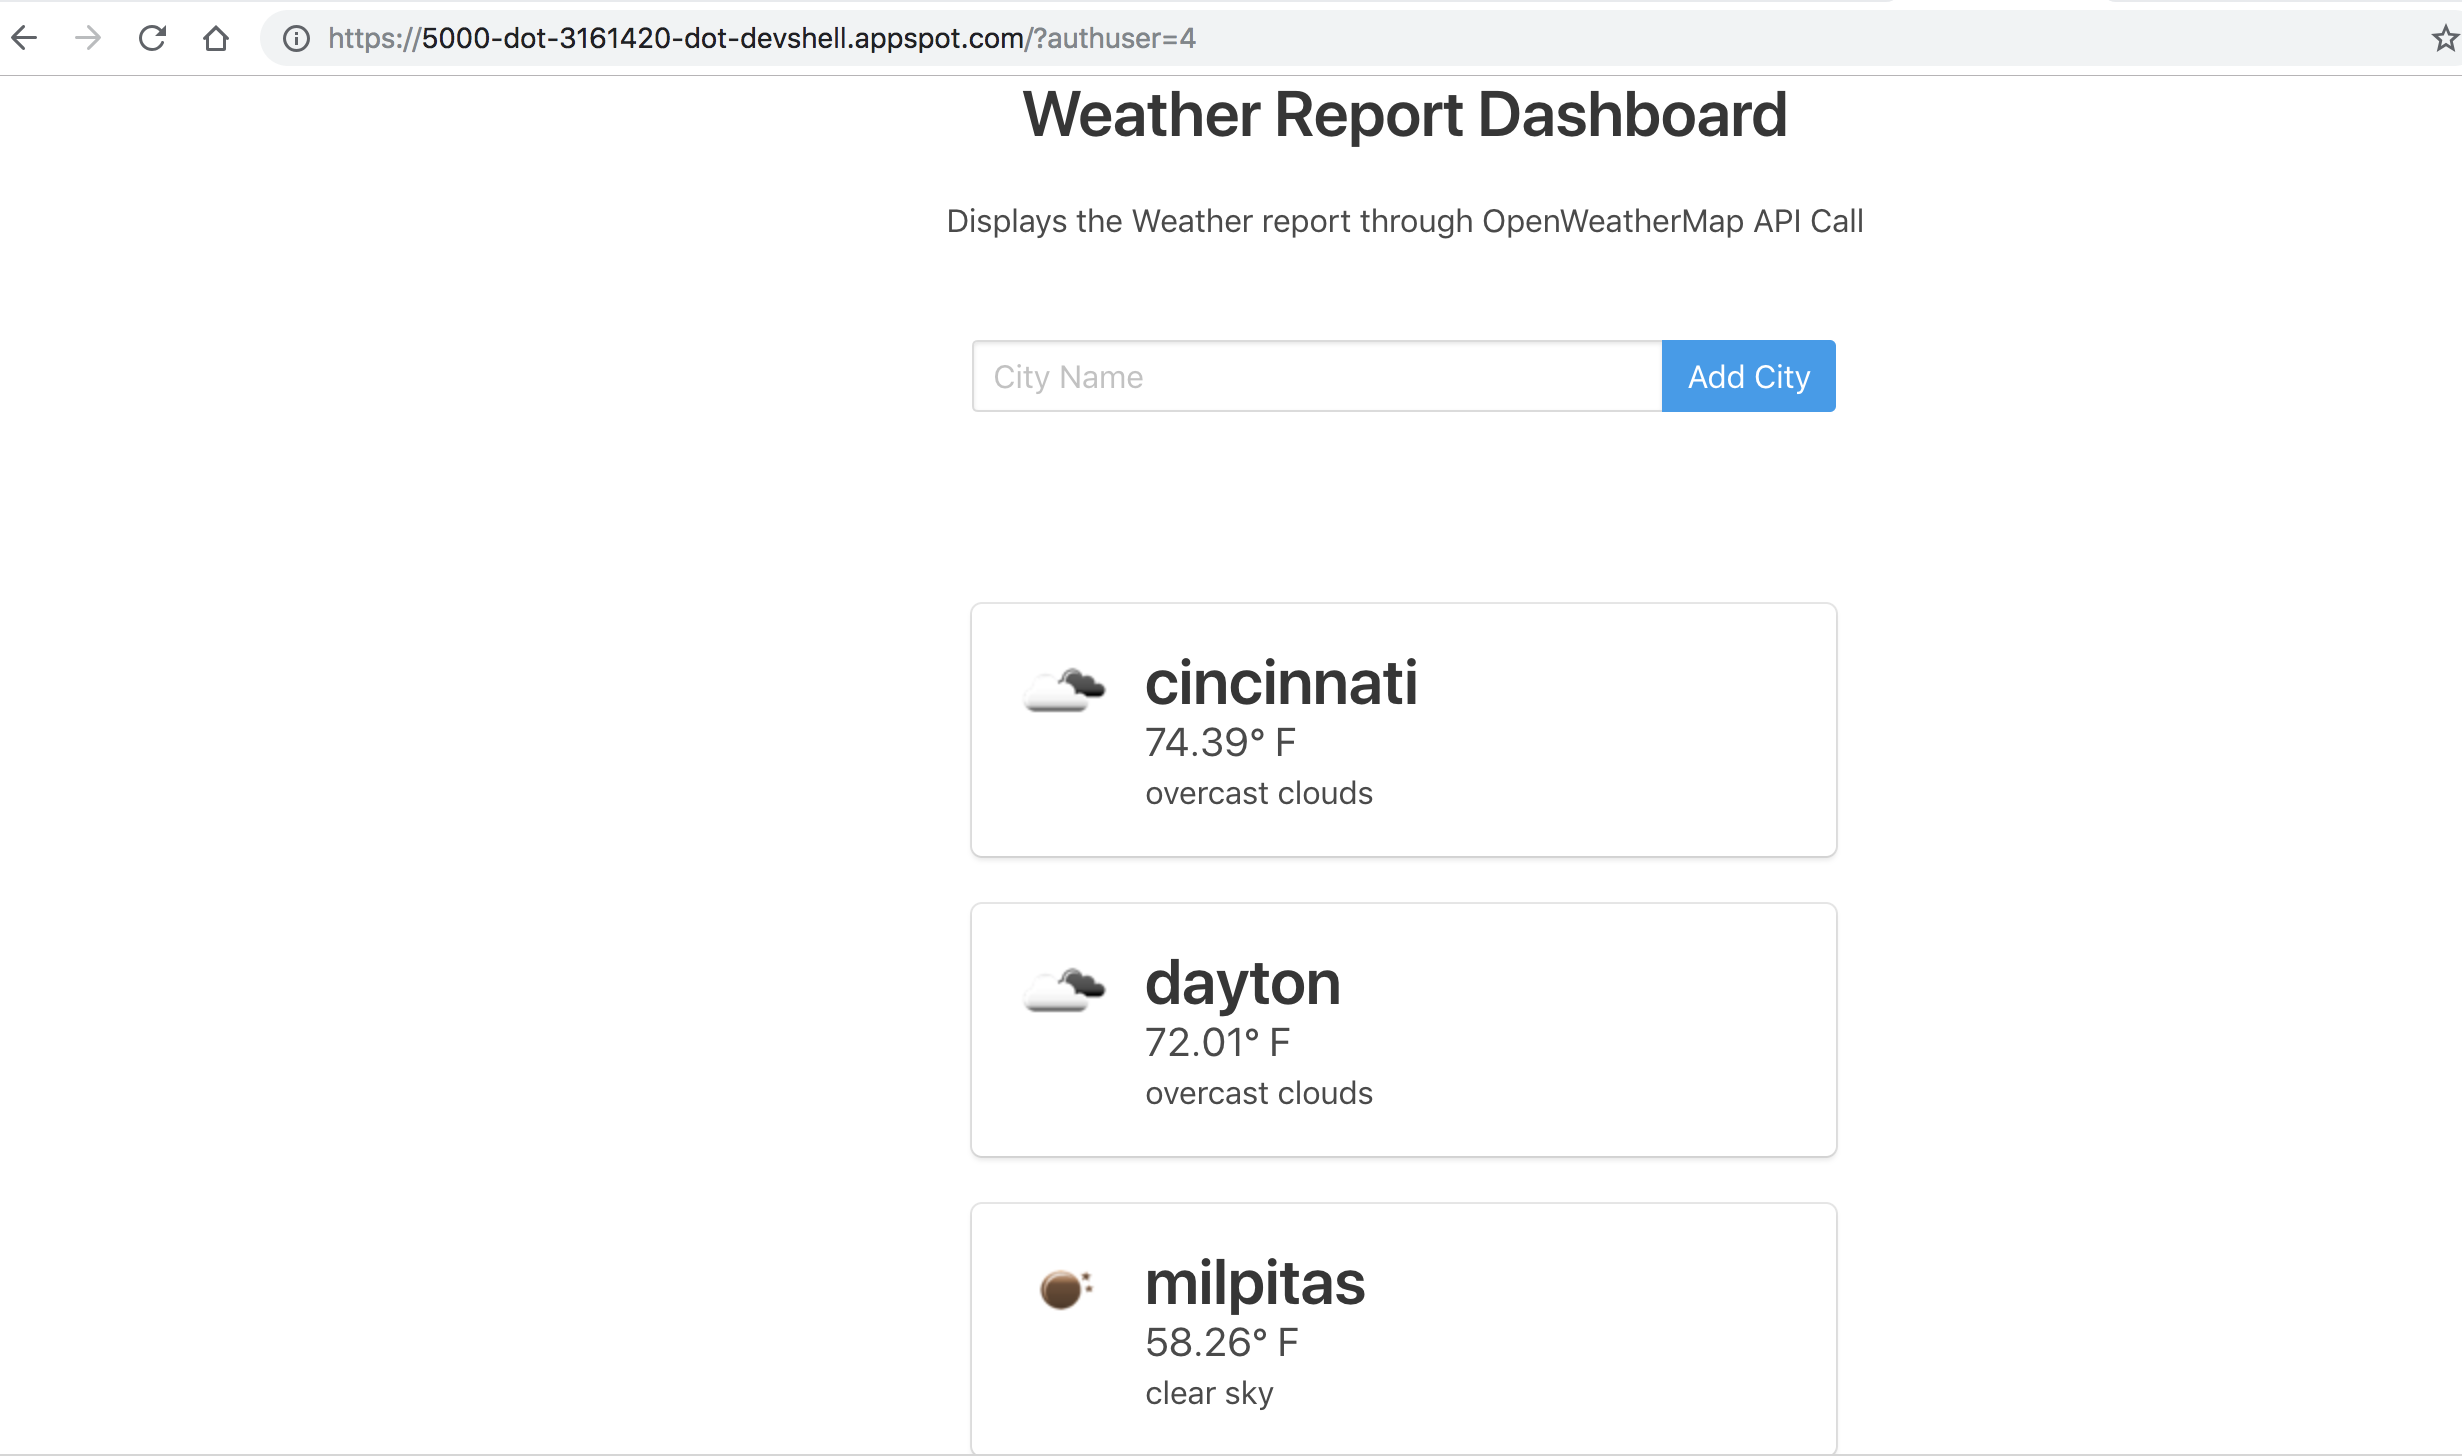 https://5000-dot-3161420-dot-devshell.appspot.com/?authuser=4
Weather Report Dashboard
Displays the Weather report through OpenWeatherMap API Call
City Name
Add City
cincinnati
74.39° F
overcast clouds
dayton
72.01° F
overcast clouds
milpitas
58.26° F
clear sky